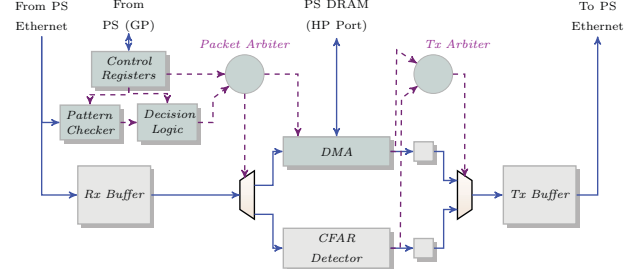 From PS
Ethernet
From
PS (GP)
PS DRAM
(HP Port)
To PS
Ethernet
Packet Arbiter
Tx Arbiter
Control
Registers
Pattern
Checker
Decision
Logic
DMA
Rx Buffer
Tx Buffer
CFAR
Detector